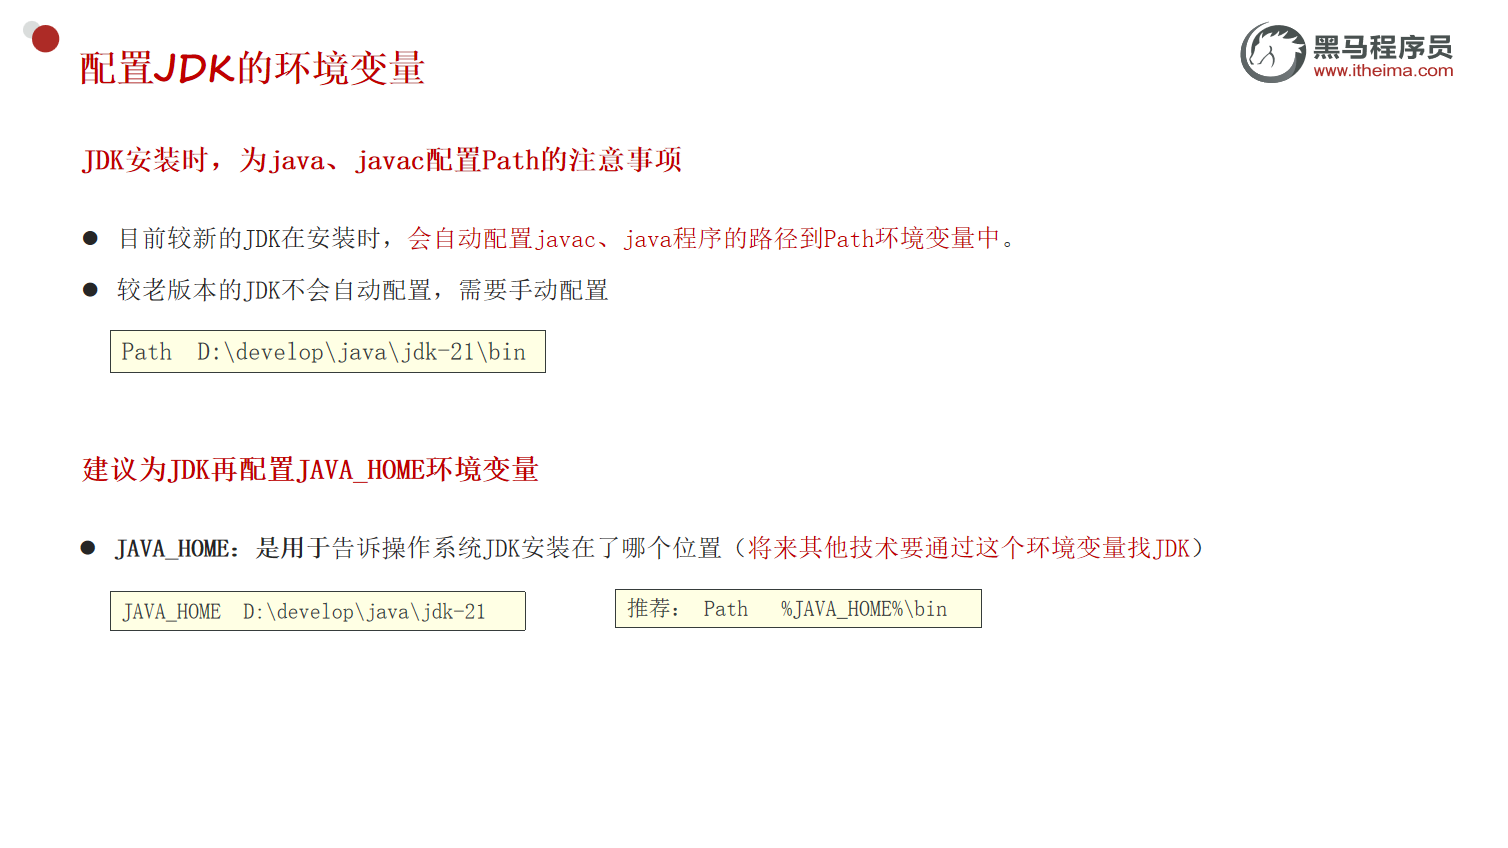 配置JDK的环境变量
黑马程序员
www.itheima.com
JDK安装时，为java、javac配置Path的注意事项
● 目前较新的JDK在安装时，会自动配置javac、java程序的路径到Path环境变量中。
● 较老版本的JDK不会自动配置，需要手动配置
Path D:\develop\java\jdk-21\bin
建议为JDK再配置JAVA_HOME环境变量
● JAVA_HOME：是用于告诉操作系统JDK安装在了哪个位置（将来其他技术要通过这个环境变量找JDK）
JAVA_HOME D:\develop\java\jdk-21
推荐： Path %JAVA_HOME%\bin